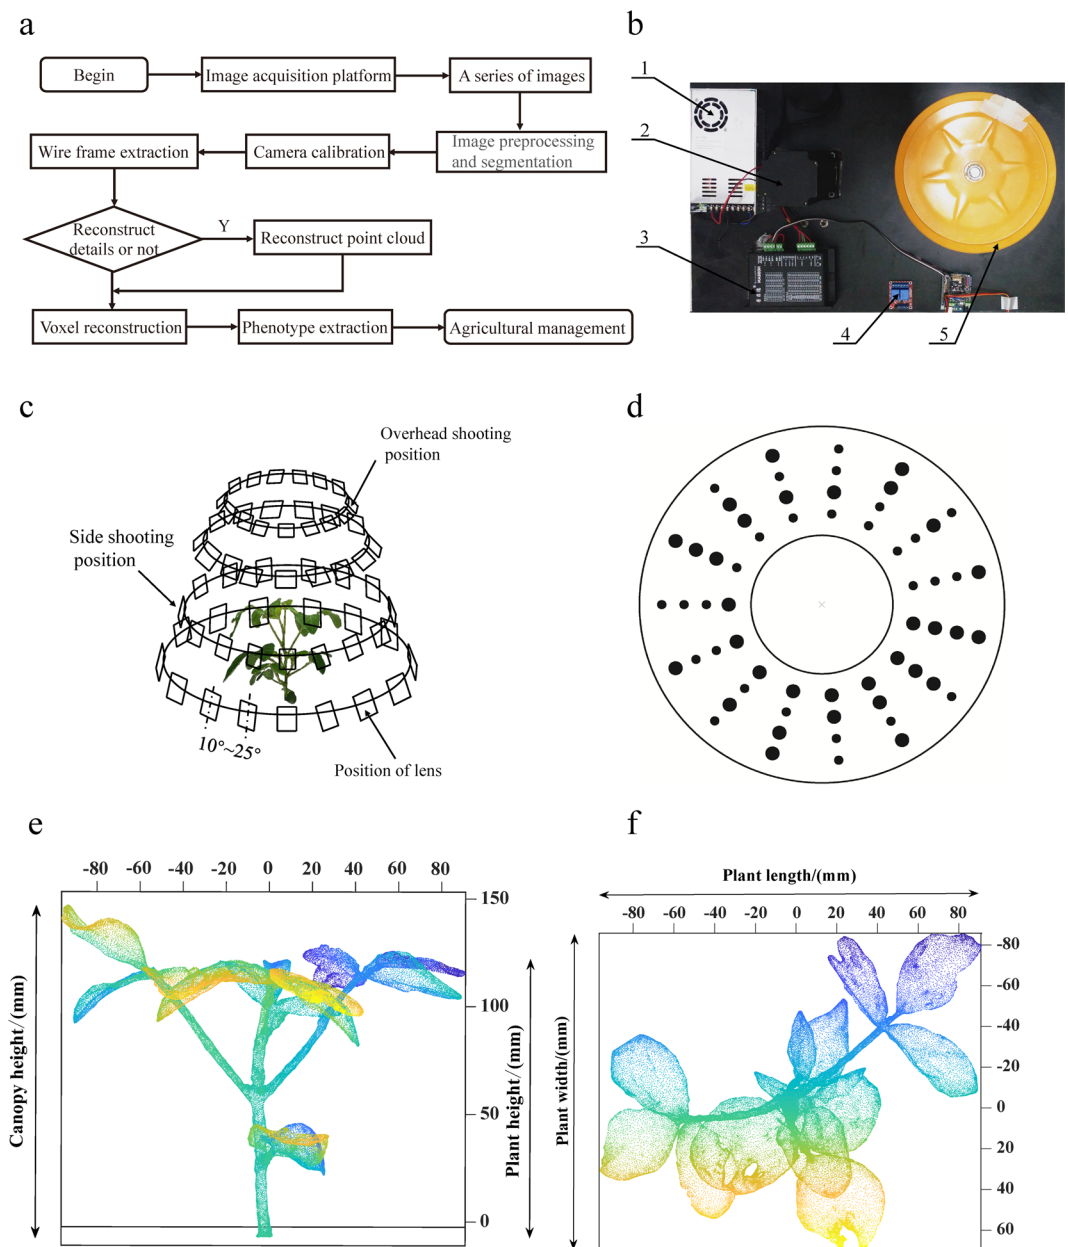 a
Begin
Image acquisition platform
A series of images
Wire frame extraction
Camera calibration
Image preprocessing
and segmentation
Reconstruct
details or not
Y
Reconstruct point cloud
Voxel reconstruction
Phenotype extraction
Agricultural management
b
1
2
3
4
5
c
Overhead shooting
position
Side shooting
position
10°~25°
Position of lens
d
e
-80
-60
-40
-20
0
20
40
60
80
150
100
50
0
Canopy height/(mm)
Plant height/(mm)
f
Plant length/(mm)
-80
-60
-40
-20
0
20
40
60
80
-80
-60
-40
-20
0
20
40
60
Plant width/(mm)